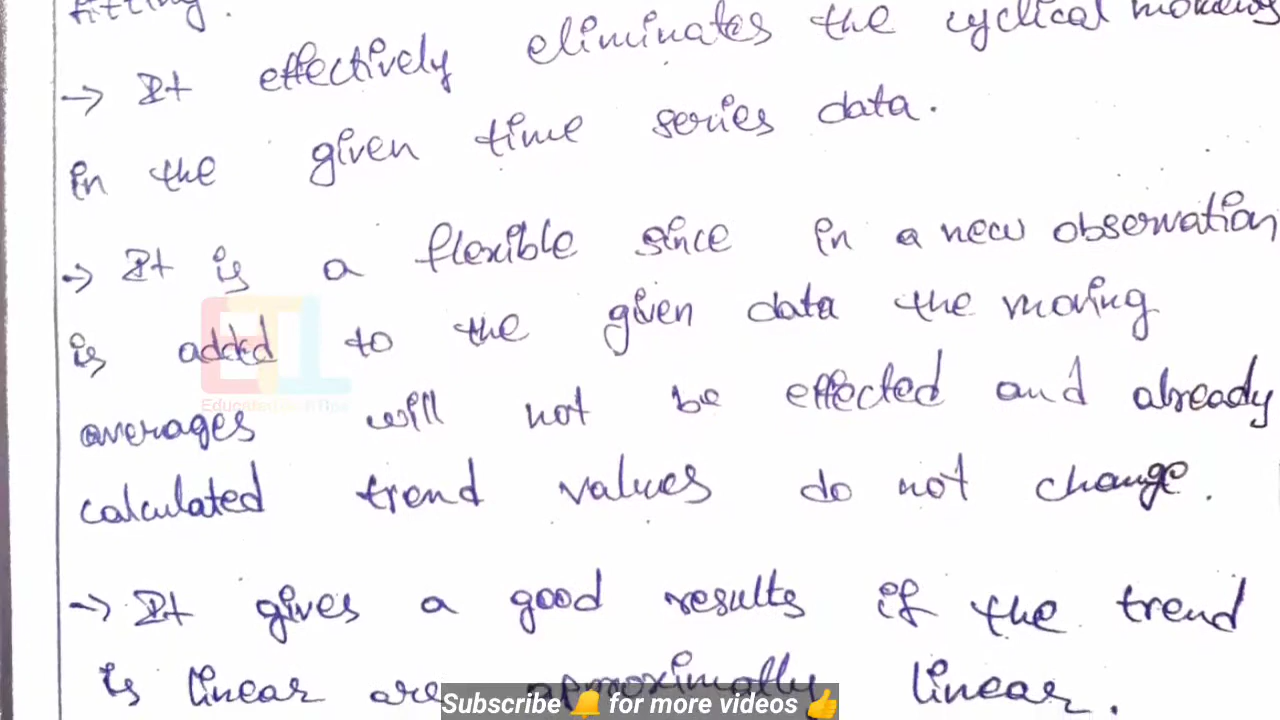 fitting.
→ It effectively eliminates the cyclical
in the given time series data.
→ It is a flexible since in a new observation
is added to the given data the moving
averages will not be effected and already
calculated trend values do not change.
→ It gives a good results if the trend
is linear are approximally linear.
Subscribe 🔔 for more videos 👍